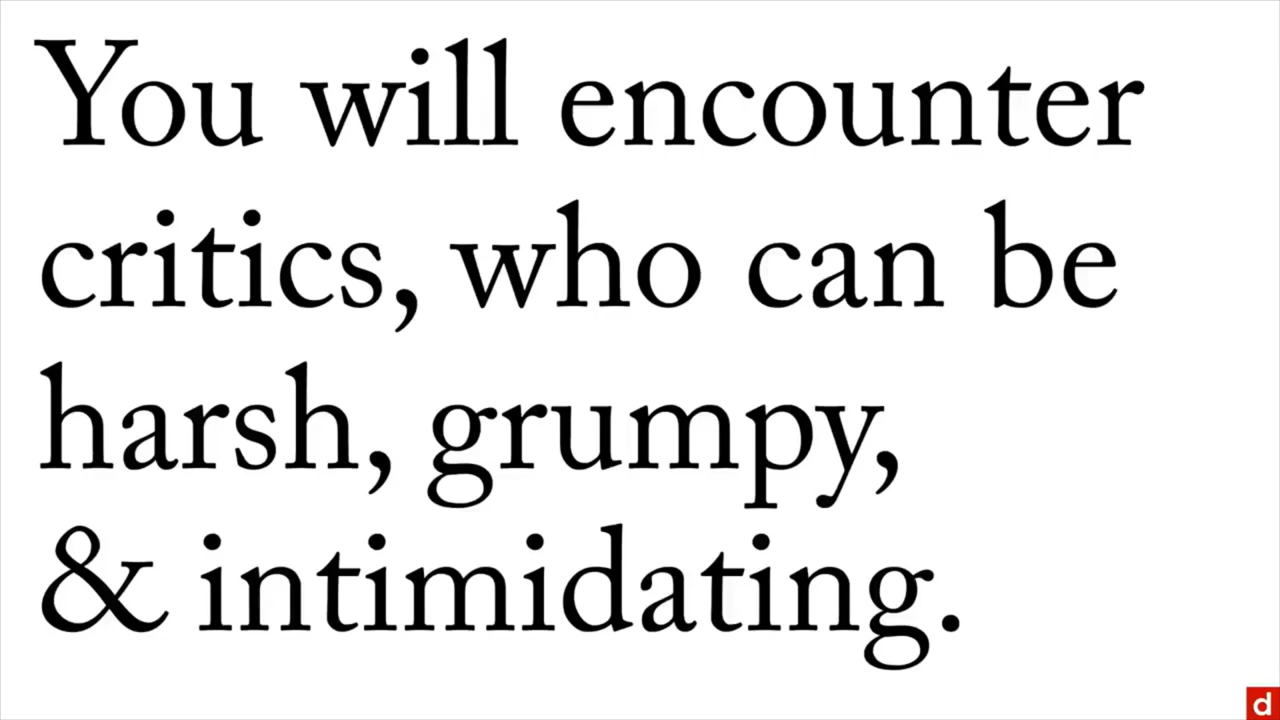 You will encounter
critics, who can be
harsh, grumpy,
& intimidating.
d